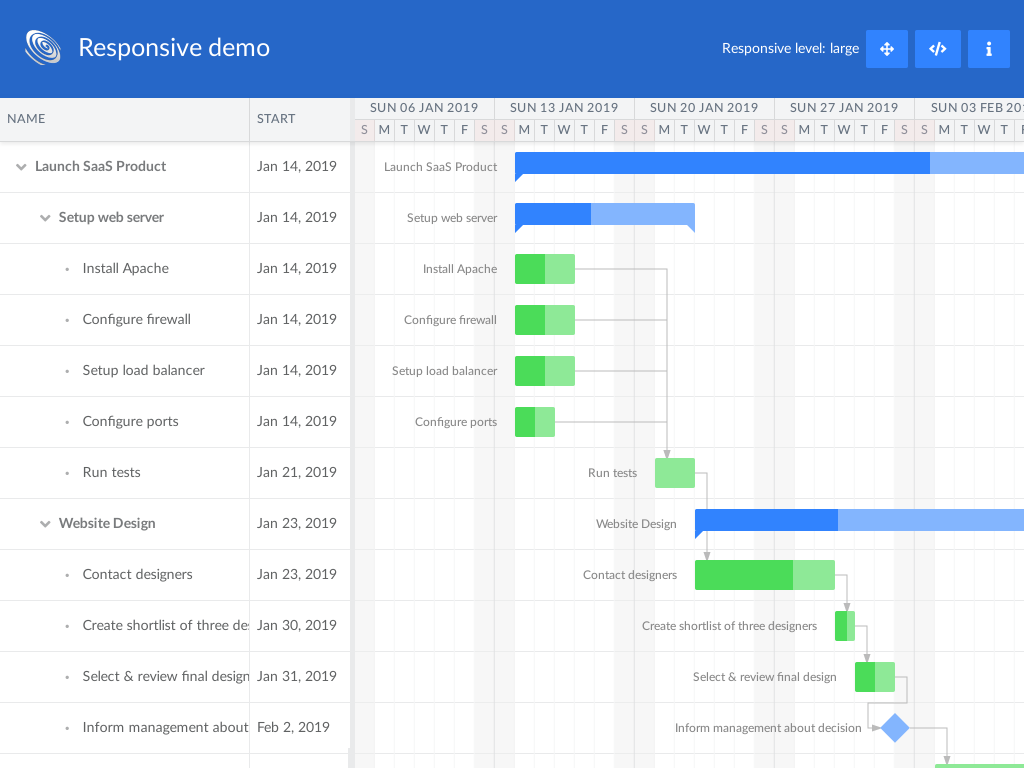 Responsive demo
Responsive level: large
NAME START
SUN 06 JAN 2019 SUN 13 JAN 2019 SUN 20 JAN 2019 SUN 27 JAN 2019 SUN 03 FEB 201
S M T W T F S S M T W T F S S M T W T F S S M T W T F S S M T W T F
Launch SaaS Product Jan 14, 2019 Launch SaaS Product
Setup web server Jan 14, 2019 Setup web server
Install Apache Jan 14, 2019 Install Apache
Configure firewall Jan 14, 2019 Configure firewall
Setup load balancer Jan 14, 2019 Setup load balancer
Configure ports Jan 14, 2019 Configure ports
Run tests Jan 21, 2019 Run tests
Website Design Jan 23, 2019 Website Design
Contact designers Jan 23, 2019 Contact designers
Create shortlist of three des Jan 30, 2019 Create shortlist of three designers
Select & review final design Jan 31, 2019 Select & review final design
Inform management about Feb 2, 2019 Inform management about decision